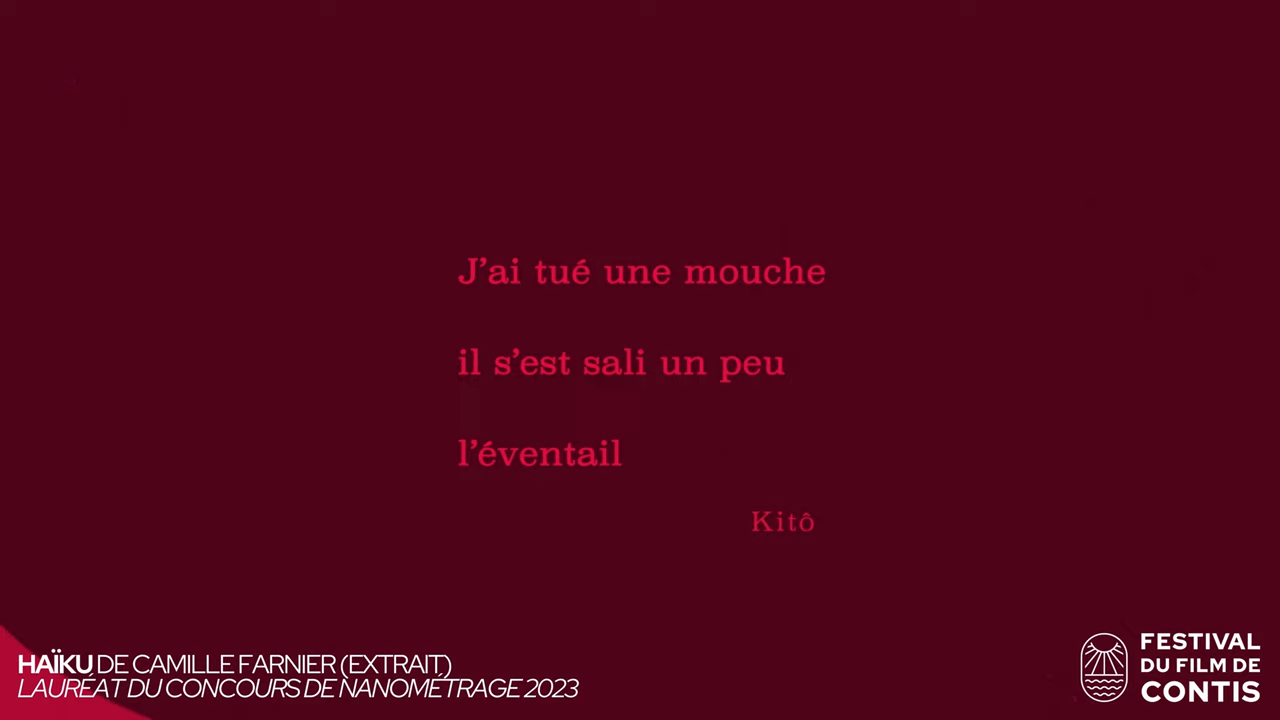 J’ai tué une mouche
il s’est sali un peu
l’éventail
Kitô
HAÏKU DE CAMILLE FARNIER (EXTRAIT)
LAURÉAT DU CONCOURS DE NANOMÉTRAGE 2023
FESTIVAL
DU FILM DE
CONTIS